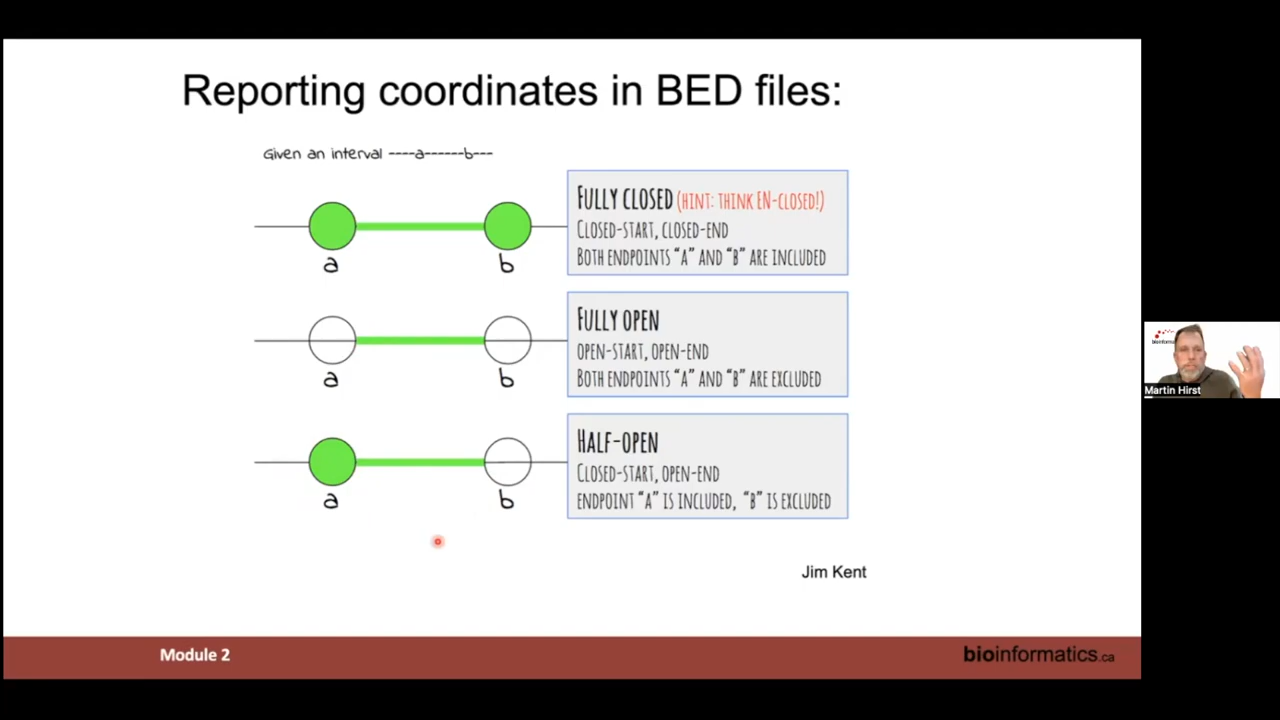 Reporting coordinates in BED files:
Given an interval ----a------b---
FULLY CLOSED (HINT: THINK EN-CLOSED!)
CLOSED-START, CLOSED-END
BOTH ENDPOINTS “A” AND “B” ARE INCLUDED
a
b
FULLY OPEN
OPEN-START, OPEN-END
BOTH ENDPOINTS “A” AND “B” ARE EXCLUDED
a
b
HALF-OPEN
CLOSED-START, OPEN-END
ENDPOINT “A” IS INCLUDED, “B” IS EXCLUDED
a
b
Jim Kent
Module 2
bioinformatics.ca
Martin Hirst